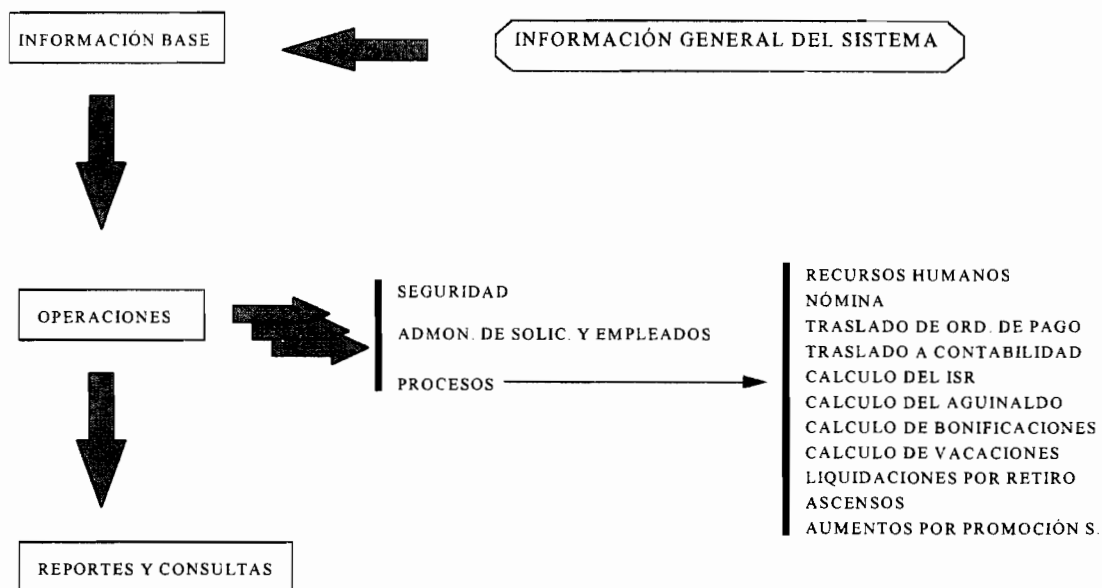 INFORMACIÓN BASE
INFORMACIÓN GENERAL DEL SISTEMA
OPERACIONES
SEGURIDAD
ADMON. DE SOLIC. Y EMPLEADOS
PROCESOS
RECURSOS HUMANOS
NÓMINA
TRASLADO DE ORD. DE PAGO
TRASLADO A CONTABILIDAD
CALCULO DEL ISR
CALCULO DEL AGUINALDO
CALCULO DE BONIFICACIONES
CALCULO DE VACACIONES
LIQUIDACIONES POR RETIRO
ASCENSOS
AUMENTOS POR PROMOCIÓN S.
REPORTES Y CONSULTAS